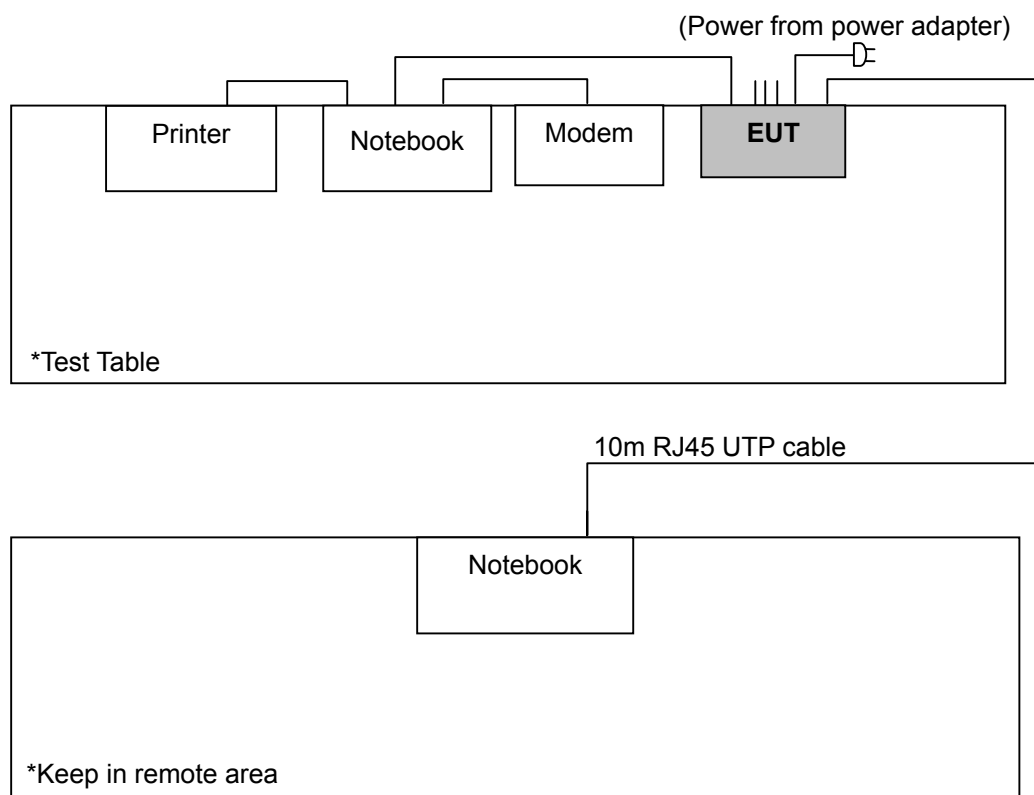 (Power from power adapter)
Printer
Notebook
Modem
EUT
*Test Table
10m RJ45 UTP cable
Notebook
*Keep in remote area